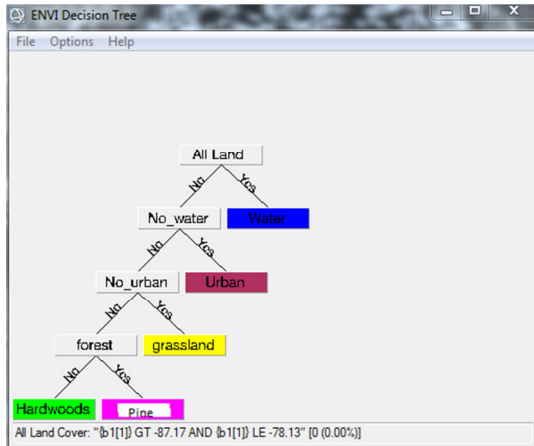 ENVI Decision Tree
File Options Help
All Land
No Yes
No_water Water
No Yes
No_urban Urban
No Yes
forest grassland
No Yes
Hardwoods Pine
All Land Cover: "{b1[1]} GT -87.17 AND {b1[1]} LE -78.13" [0 (0.00%)]